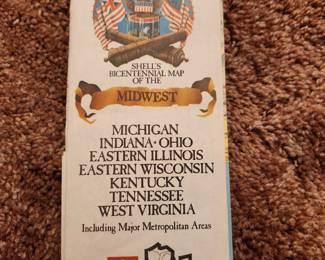 SHELL'S
BICENTENNIAL MAP
OF THE
MIDWEST
MICHIGAN
INDIANA·OHIO
EASTERN ILLINOIS
EASTERN WISCONSIN
KENTUCKY
TENNESSEE
WEST VIRGINIA
Including Major Metropolitan Areas